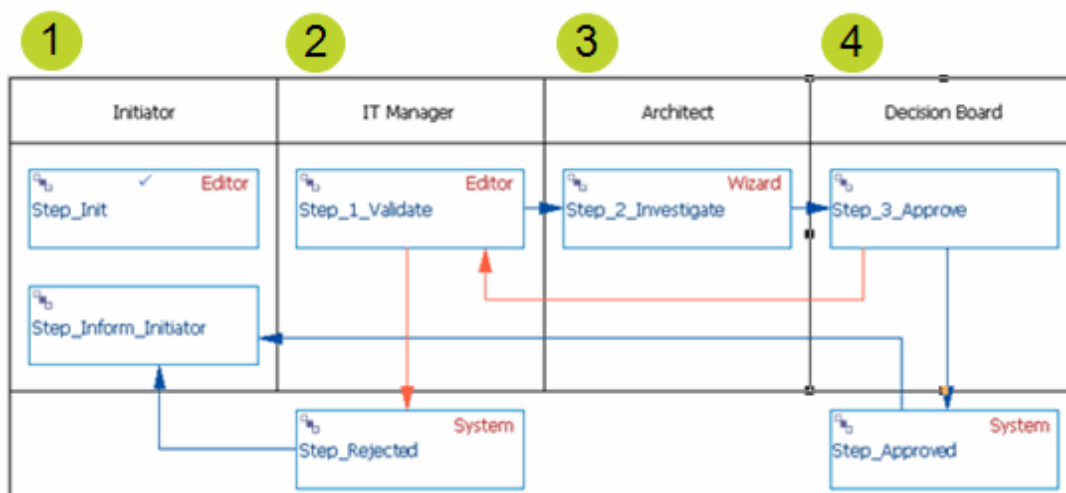 1 2 3 4
Initiator IT Manager Architect Decision Board
Editor Editor Wizard
Step_Init Step_1_Validate Step_2_Investigate Step_3_Approve
Step_Inform_Initiator
System System
Step_Rejected Step_Approved